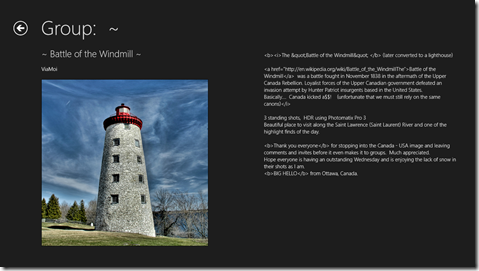 Group: ~
~ Battle of the Windmill ~
ViaMoi
<b><i>The &quot;Battle of the Windmill&quot; </b> (later converted to a lighthouse)
<a href="http://en.wikipedia.org/wiki/Battle_of_the_WindmillThe">Battle of the
Windmill</a> was a battle fought in November 1838 in the aftermath of the Upper
Canada Rebellion. Loyalist forces of the Upper Canadian government defeated an
invasion attempt by Hunter Patriot insurgents based in the United States.
Basically... Canada kicked a$$! (unfortunate that we must still rely on the same
canons)</i>
3 standing shots, HDR using Photomatix Pro 3
Beautiful place to visit along the Saint Lawrence (Saint Laurent) River and one of the
highlight finds of the day.
<b>Thank you everyone</b> for stopping into the Canada - USA image and leaving
comments and invites before it even makes it to groups. Much appreciated.
Hope everyone is having an outstanding Wednesday and is enjoying the lack of snow in
their shots as I am.
<b>BIG HELLO</b> from Ottawa, Canada.